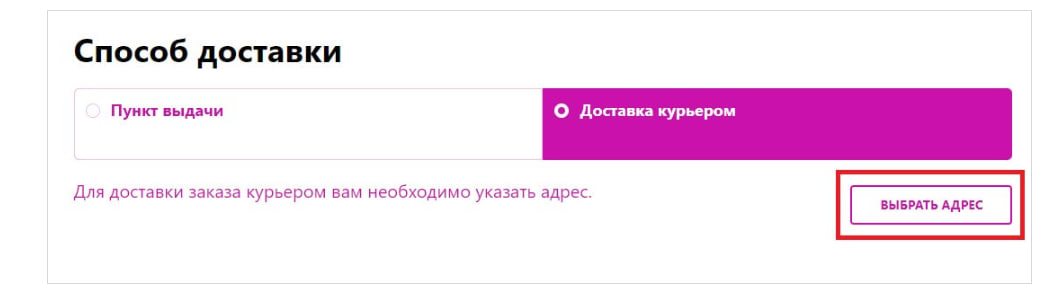 Способ доставки
Пункт выдачи
Доставка курьером
Для доставки заказа курьером вам необходимо указать адрес.
ВЫБРАТЬ АДРЕС